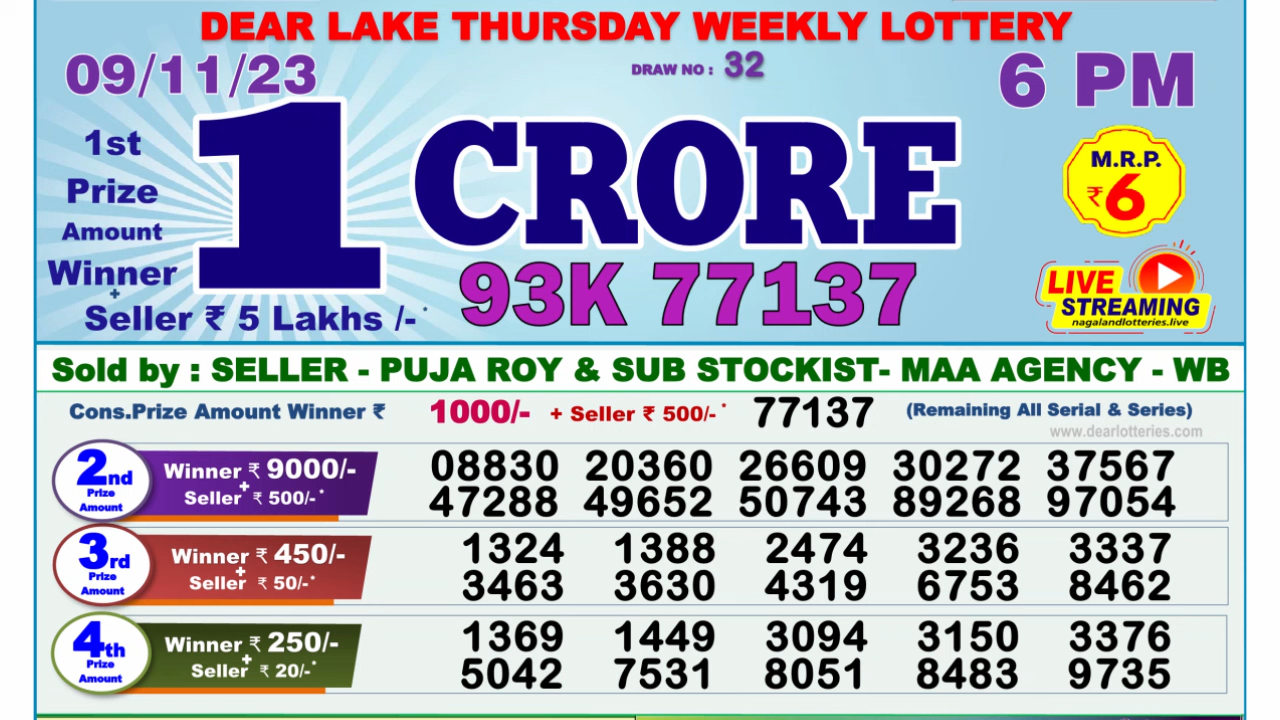 DEAR LAKE THURSDAY WEEKLY LOTTERY
09/11/23
DRAW NO : 32
6 PM
1st
Prize
Amount
Winner
+
Seller ₹ 5 Lakhs /-*
1 CRORE
93K 77137
M.R.P.
₹6
LIVE
STREAMING
nagalandlotteries.live
Sold by : SELLER - PUJA ROY & SUB STOCKIST- MAA AGENCY - WB
Cons.Prize Amount Winner ₹ 1000/- + Seller ₹ 500/-* 77137 (Remaining All Serial & Series)
www.dearlotteries.com
2nd
Prize
Amount
Winner ₹ 9000/-
+
Seller ₹ 500/-*
08830 20360 26609 30272 37567
47288 49652 50743 89268 97054
3rd
Prize
Amount
Winner ₹ 450/-
+
Seller ₹ 50/-*
1324 1388 2474 3236 3337
3463 3630 4319 6753 8462
4th
Prize
Amount
Winner ₹ 250/-
+
Seller ₹ 20/-*
1369 1449 3094 3150 3376
5042 7531 8051 8483 9735